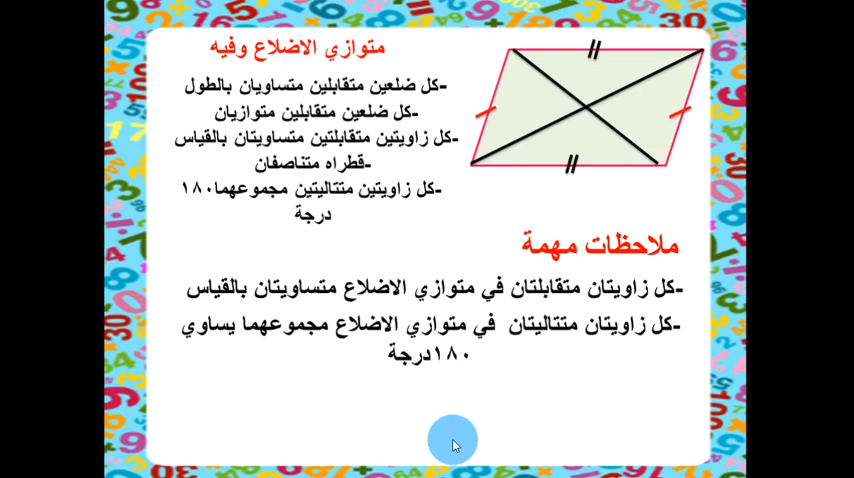 متوازي الاضلاع وفيه
-كل ضلعين متقابلين متساويان بالطول
-كل ضلعين متقابلين متوازيان
-كل زاويتين متقابلتين متساويتان بالقياس
-قطراه متناصفان
-كل زاويتين متتاليتين مجموعهما١٨٠
درجة
ملاحظات مهمة
-كل زاويتان متقابلتان في متوازي الاضلاع متساويتان بالقياس
-كل زاويتان متتاليتان في متوازي الاضلاع مجموعهما يساوي
١٨٠درجة